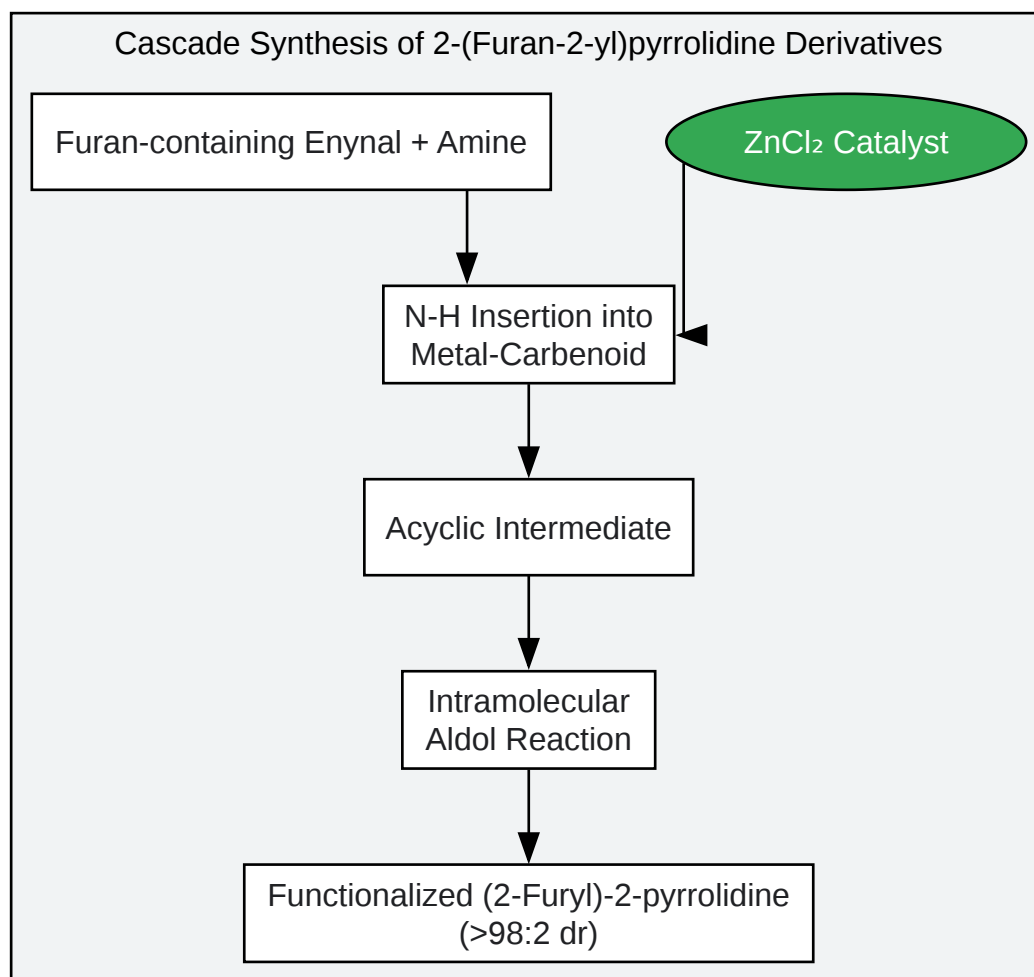 Cascade Synthesis of 2-(Furan-2-yl)pyrrolidine Derivatives
Furan-containing Enynal + Amine
ZnCl₂ Catalyst
N-H Insertion into
Metal-Carbenoid
Acyclic Intermediate
Intramolecular
Aldol Reaction
Functionalized (2-Furyl)-2-pyrrolidine
(>98:2 dr)